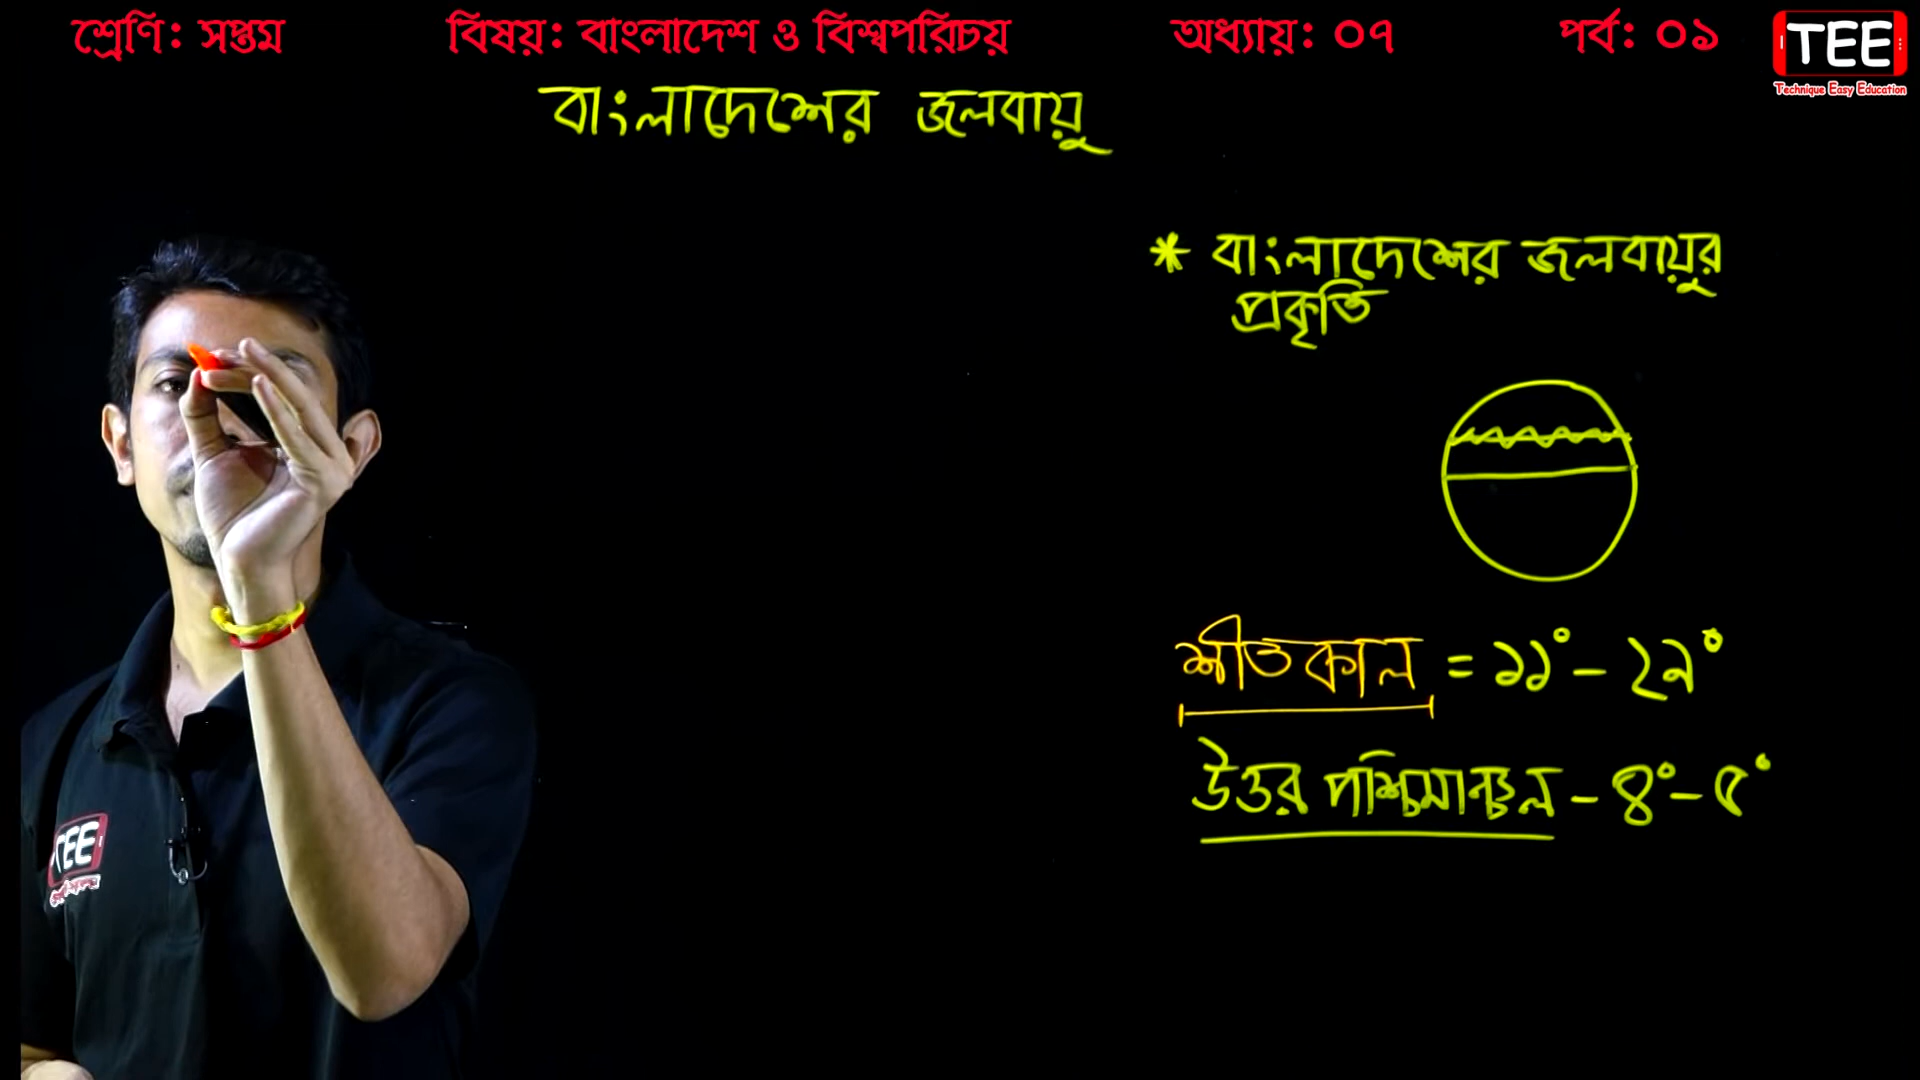 শ্রেণি: সপ্তম বিষয়: বাংলাদেশ ও বিশ্বপরিচয় অধ্যায়: ০৭ পর্ব: ০১
TEE
Technique Easy Education
বাংলাদেশের জলবায়ু
* বাংলাদেশের জলবায়ুর
প্রকৃতি
শীতকাল = ১১° - ২৯°
উত্তর পশ্চিমাঞ্চল - ৪° - ৫°
TEE